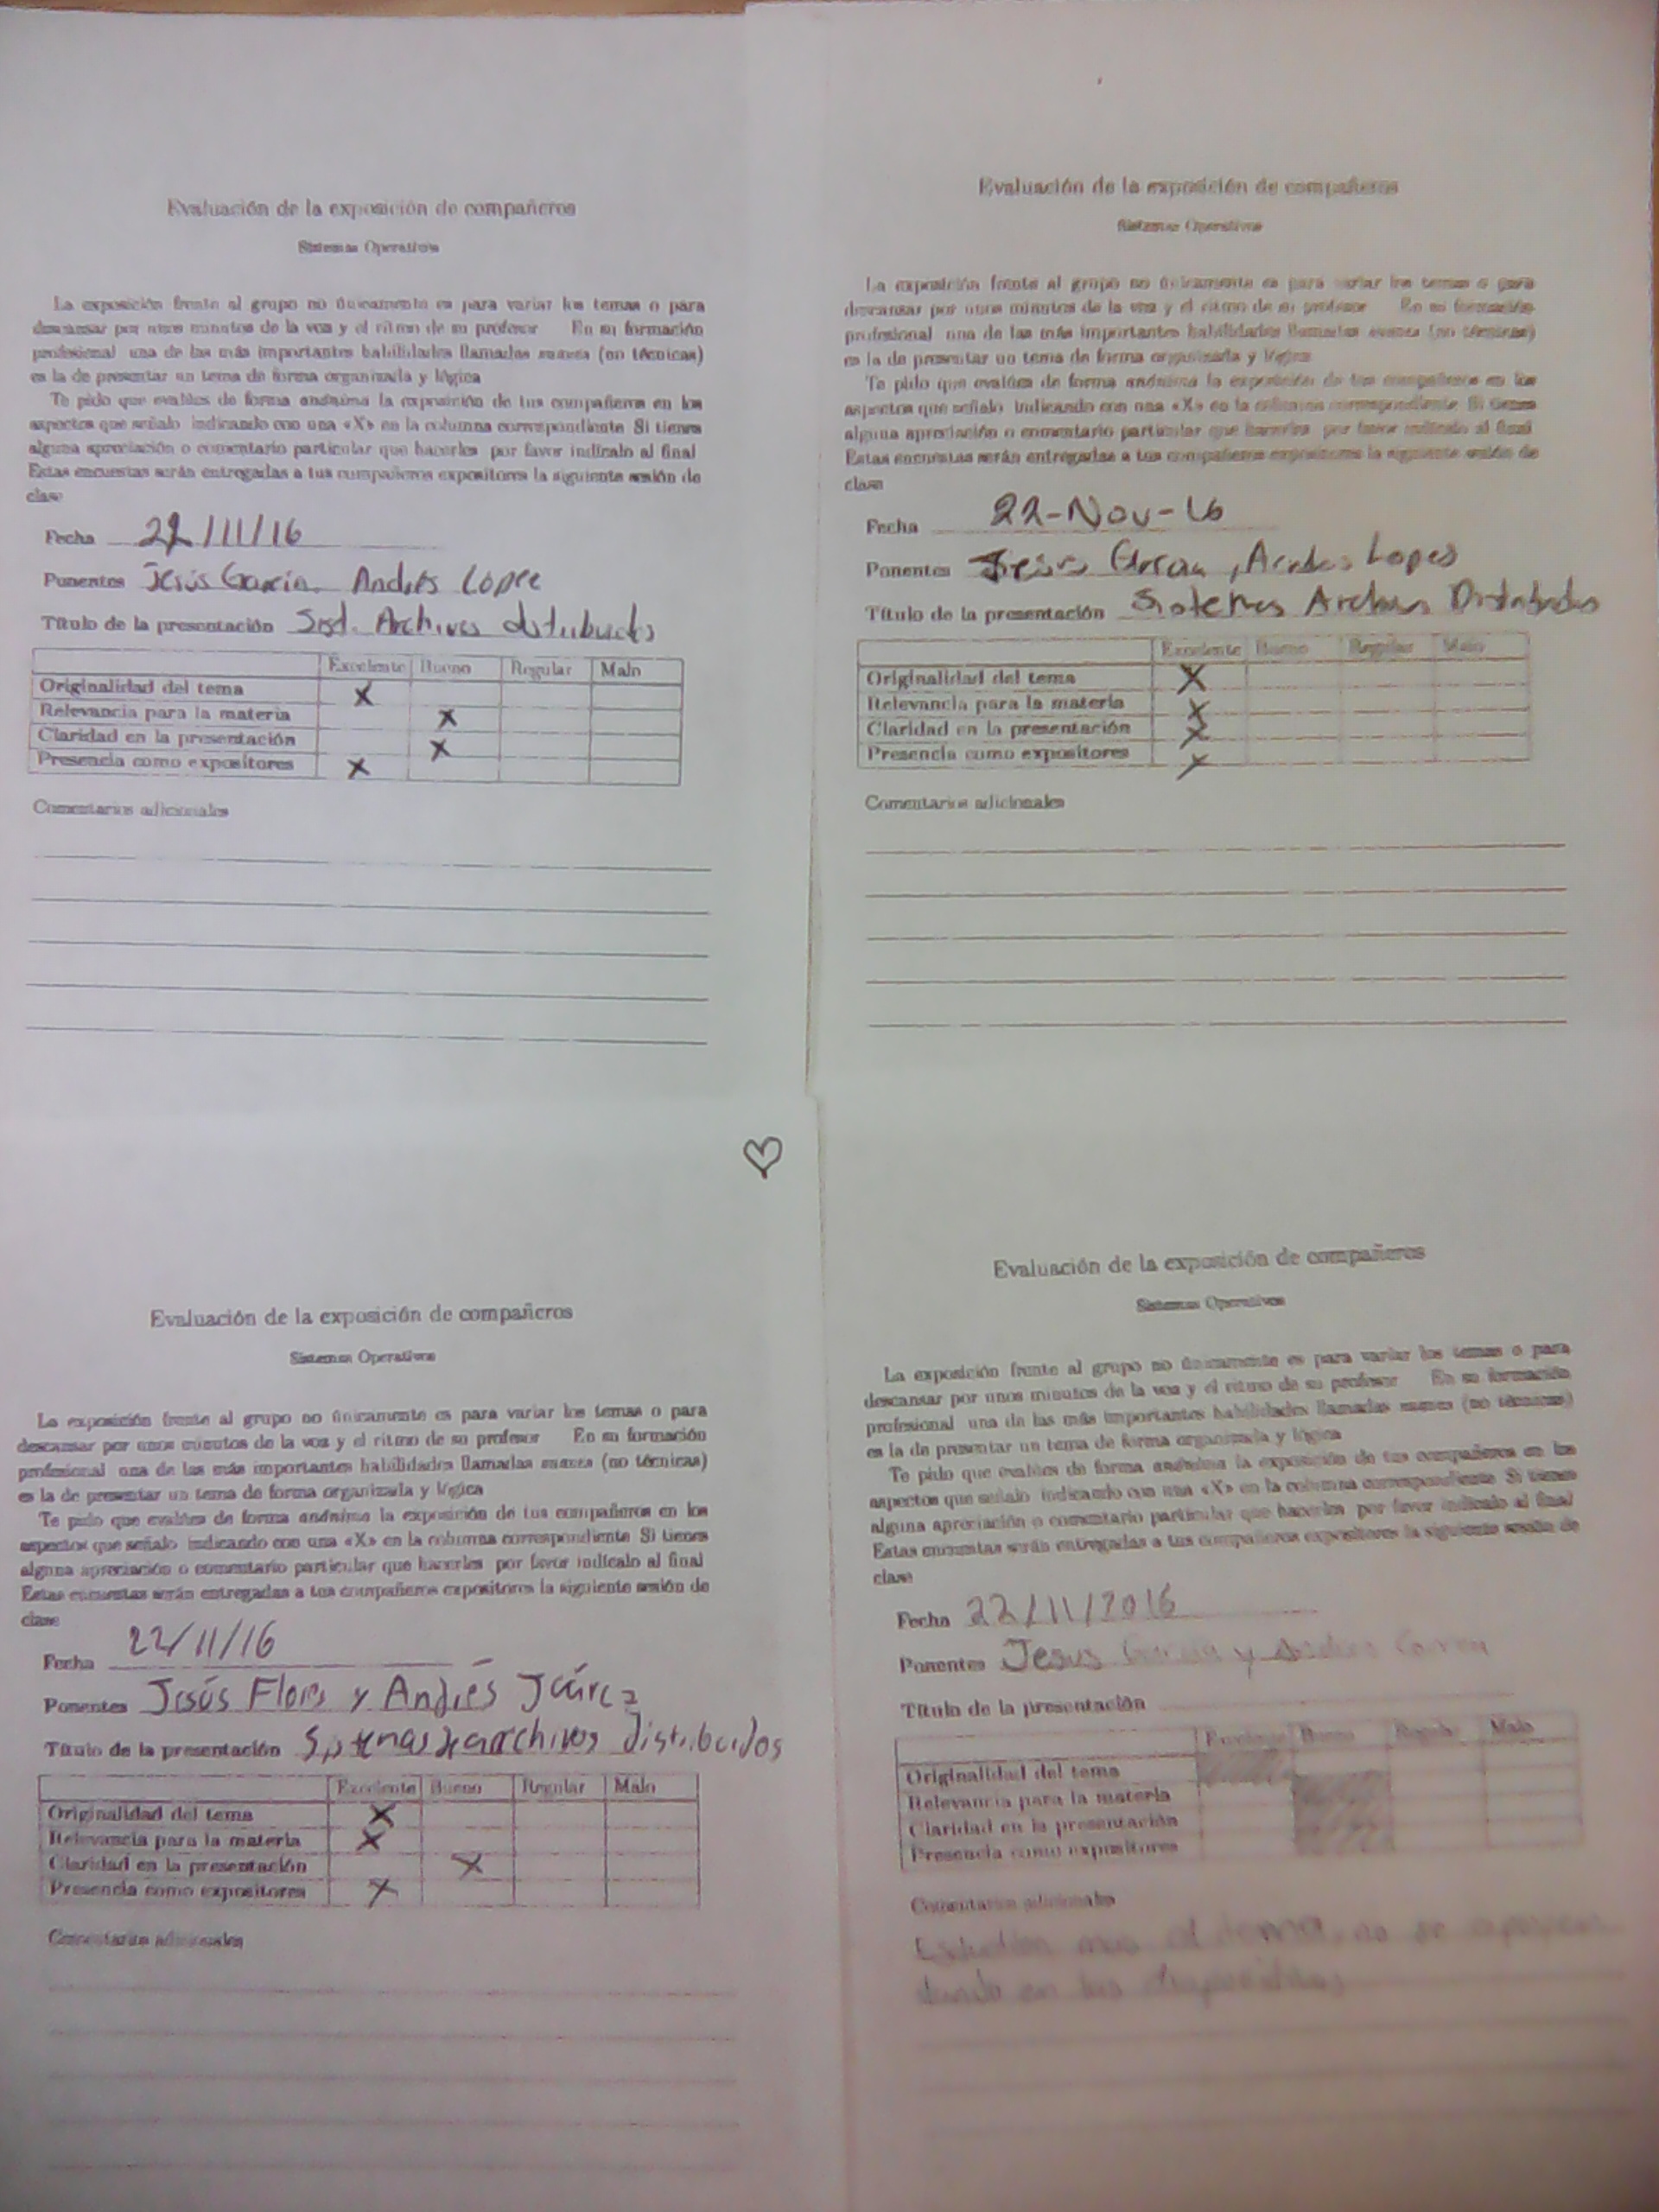 Evaluación de la exposición de compañeros
Sistemas Operativos
La exposición frente al grupo no únicamente es para variar los temas o para
descansar por unos minutos de la voz y el ritmo de su profesor En su formación
profesional una de las más importantes habilidades llamadas suaves (no técnicas)
es la de presentar un tema de forma organizada y lógica
Te pido que evalúes de forma anónima la exposición de tus compañeros en los
aspectos que señalo indicando con una «X» en la columna correspondiente Si tienes
alguna apreciación o comentario particular que hacerles por favor indícalo al final
Estas encuestas serán entregadas a tus compañeros expositores la siguiente sesión de
clase
Fecha 22/11/16
Ponentes Jesús García Andrés López
Título de la presentación Sist. Archivos distribuidos
Excelente Bueno Regular Malo
Originalidad del tema X
Relevancia para la materia X
Claridad en la presentación X
Presencia como expositores X
Comentarios adicionales
Evaluación de la exposición de compañeros
Sistemas Operativos
La exposición frente al grupo no únicamente es para variar los temas o para
descansar por unos minutos de la voz y el ritmo de su profesor En su formación
profesional una de las más importantes habilidades llamadas suaves (no técnicas)
es la de presentar un tema de forma organizada y lógica
Te pido que evalúes de forma anónima la exposición de tus compañeros en los
aspectos que señalo indicando con una «X» en la columna correspondiente Si tienes
alguna apreciación o comentario particular que hacerles por favor indícalo al final
Estas encuestas serán entregadas a tus compañeros expositores la siguiente sesión de
clase
Fecha 22-Nov-16
Ponentes Jesus , Lopes
Título de la presentación Sistemas Distribuidos
Excelente Bueno Regular Malo
Originalidad del tema X
Relevancia para la materia X
Claridad en la presentación X
Presencia como expositores X
Comentarios adicionales
Evaluación de la exposición de compañeros
Sistemas Operativos
La exposición frente al grupo no únicamente es para variar los temas o para
descansar por unos minutos de la voz y el ritmo de su profesor En su formación
profesional una de las más importantes habilidades llamadas suaves (no técnicas)
es la de presentar un tema de forma organizada y lógica
Te pido que evalúes de forma anónima la exposición de tus compañeros en los
aspectos que señalo indicando con una «X» en la columna correspondiente Si tienes
alguna apreciación o comentario particular que hacerles por favor indícalo al final
Estas encuestas serán entregadas a tus compañeros expositores la siguiente sesión de
clase
Fecha 22/11/16
Ponentes Jesús Flores y Andrés Juárez
Título de la presentación Sistemas de archivos distribuidos
Excelente Bueno Regular Malo
Originalidad del tema X
Relevancia para la materia X
Claridad en la presentación X
Presencia como expositores X
Comentarios adicionales
Evaluación de la exposición de compañeros
Sistemas Operativos
La exposición frente al grupo no únicamente es para variar los temas o para
descansar por unos minutos de la voz y el ritmo de su profesor En su formación
profesional una de las más importantes habilidades llamadas suaves (no técnicas)
es la de presentar un tema de forma organizada y lógica
Te pido que evalúes de forma anónima la exposición de tus compañeros en los
aspectos que señalo indicando con una «X» en la columna correspondiente Si tienes
alguna apreciación o comentario particular que hacerles por favor indícalo al final
Estas encuestas serán entregadas a tus compañeros expositores la siguiente sesión de
clase
Fecha 22/11/2016
Ponentes Jesus Garcia y
Título de la presentación
Excelente Bueno Regular Malo
Originalidad del tema
Relevancia para la materia
Claridad en la presentación
Presencia como expositores
Comentarios adicionales
Estudien mas el tema, no se
en las diapositivas